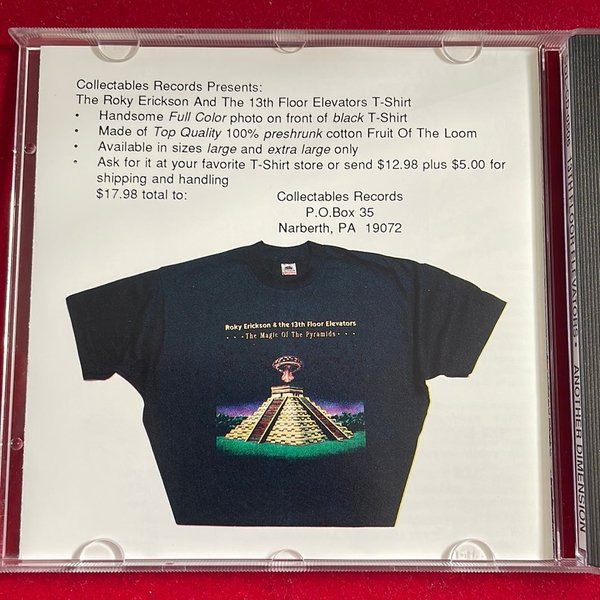 Collectables Records Presents:
The Roky Erickson And The 13th Floor Elevators T-Shirt
• Handsome Full Color photo on front of black T-Shirt
• Made of Top Quality 100% preshrunk cotton Fruit Of The Loom
• Available in sizes large and extra large only
• Ask for it at your favorite T-Shirt store or send $12.98 plus $5.00 for
shipping and handling
$17.98 total to:
Collectables Records
P.O.Box 35
Narberth, PA 19072
Roky Erickson & the 13th Floor Elevators
· · · The Magic Of The Pyramids · · ·
13TH FLOOR ELEVATORS • ANOTHER DIMENSION